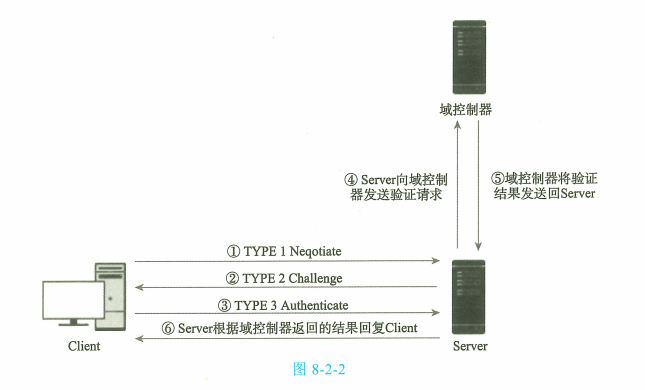 域控制器
④ Server向域控制
器发送验证请求
⑤域控制器将验证
结果发送回Server
① TYPE 1 Neqotiate
② TYPE 2 Challenge
③ TYPE 3 Authenticate
⑥ Server根据域控制器返回的结果回复Client
Client
Server
图 8-2-2